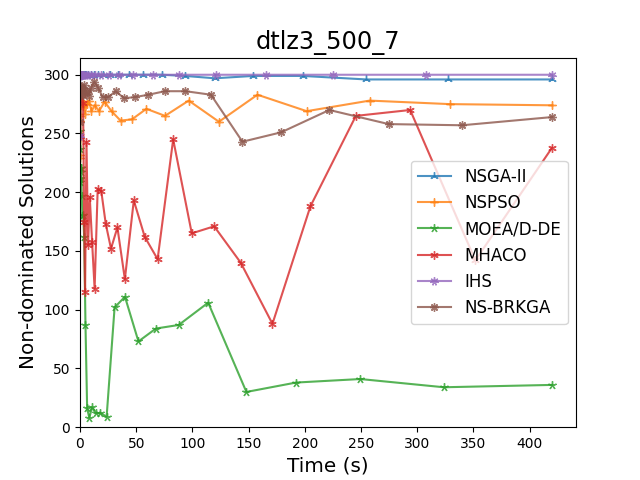 dtlz3_500_7
Non-dominated Solutions
300
250
200
150
100
50
0
0 50 100 150 200 250 300 350 400
Time (s)
NSGA-II
NSPSO
MOEA/D-DE
MHACO
IHS
NS-BRKGA